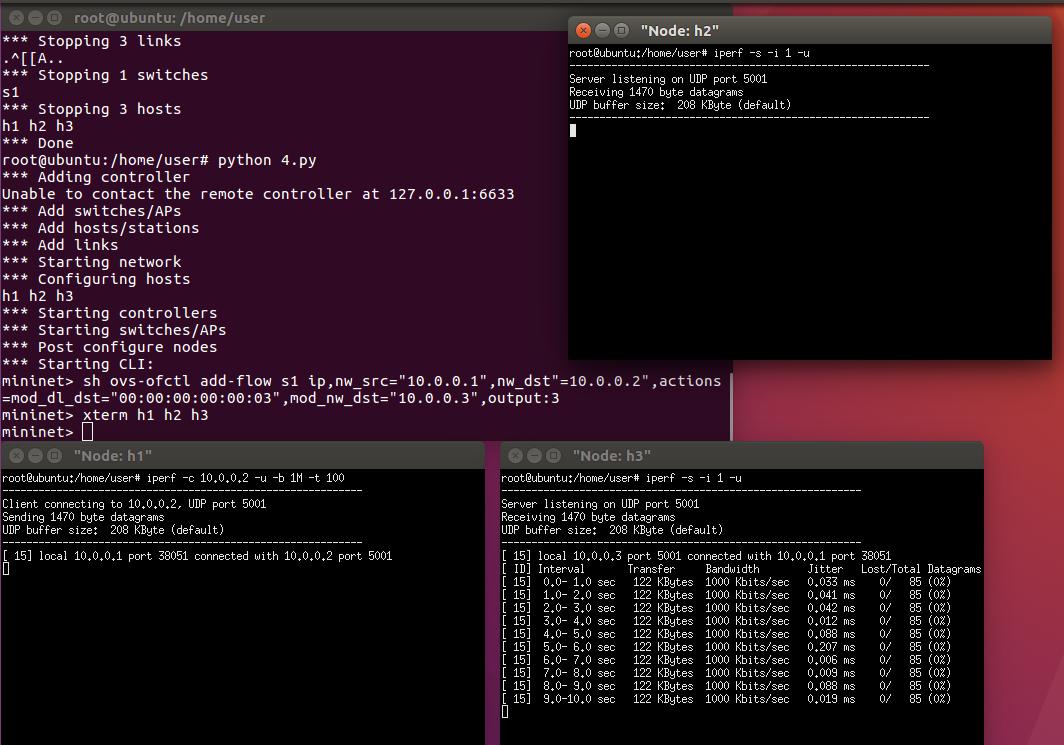 root@ubuntu: /home/user
*** Stopping 3 links
.^[[A..
*** Stopping 1 switches
s1
*** Stopping 3 hosts
h1 h2 h3
*** Done
root@ubuntu:/home/user# python 4.py
*** Adding controller
Unable to contact the remote controller at 127.0.0.1:6633
*** Add switches/APs
*** Add hosts/stations
*** Add links
*** Starting network
*** Configuring hosts
h1 h2 h3
*** Starting controllers
*** Starting switches/APs
*** Post configure nodes
*** Starting CLI:
mininet> sh ovs-ofctl add-flow s1 ip,nw_src="10.0.0.1",nw_dst"=10.0.0.2",actions
=mod_dl_dst="00:00:00:00:00:03",mod_nw_dst="10.0.0.3",output:3
mininet> xterm h1 h2 h3
mininet>
"Node: h2"
root@ubuntu:/home/user# iperf -s -i 1 -u
------------------------------------------------------------
Server listening on UDP port 5001
Receiving 1470 byte datagrams
UDP buffer size:  208 KByte (default)
------------------------------------------------------------
"Node: h1"
root@ubuntu:/home/user# iperf -c 10.0.0.2 -u -b 1M -t 100
------------------------------------------------------------
Client connecting to 10.0.0.2, UDP port 5001
Sending 1470 byte datagrams
UDP buffer size:  208 KByte (default)
------------------------------------------------------------
[ 15] local 10.0.0.1 port 38051 connected with 10.0.0.2 port 5001
"Node: h3"
root@ubuntu:/home/user# iperf -s -i 1 -u
------------------------------------------------------------
Server listening on UDP port 5001
Receiving 1470 byte datagrams
UDP buffer size:  208 KByte (default)
------------------------------------------------------------
[ 15] local 10.0.0.3 port 5001 connected with 10.0.0.1 port 38051
[ ID] Interval       Transfer     Bandwidth        Jitter   Lost/Total Datagrams
[ 15]  0.0- 1.0 sec   122 KBytes  1000 Kbits/sec   0.033 ms    0/   85 (0%)
[ 15]  1.0- 2.0 sec   122 KBytes  1000 Kbits/sec   0.041 ms    0/   85 (0%)
[ 15]  2.0- 3.0 sec   122 KBytes  1000 Kbits/sec   0.042 ms    0/   85 (0%)
[ 15]  3.0- 4.0 sec   122 KBytes  1000 Kbits/sec   0.012 ms    0/   85 (0%)
[ 15]  4.0- 5.0 sec   122 KBytes  1000 Kbits/sec   0.088 ms    0/   85 (0%)
[ 15]  5.0- 6.0 sec   122 KBytes  1000 Kbits/sec   0.207 ms    0/   85 (0%)
[ 15]  6.0- 7.0 sec   122 KBytes  1000 Kbits/sec   0.006 ms    0/   85 (0%)
[ 15]  7.0- 8.0 sec   122 KBytes  1000 Kbits/sec   0.009 ms    0/   85 (0%)
[ 15]  8.0- 9.0 sec   122 KBytes  1000 Kbits/sec   0.088 ms    0/   85 (0%)
[ 15]  9.0-10.0 sec   122 KBytes  1000 Kbits/sec   0.019 ms    0/   85 (0%)